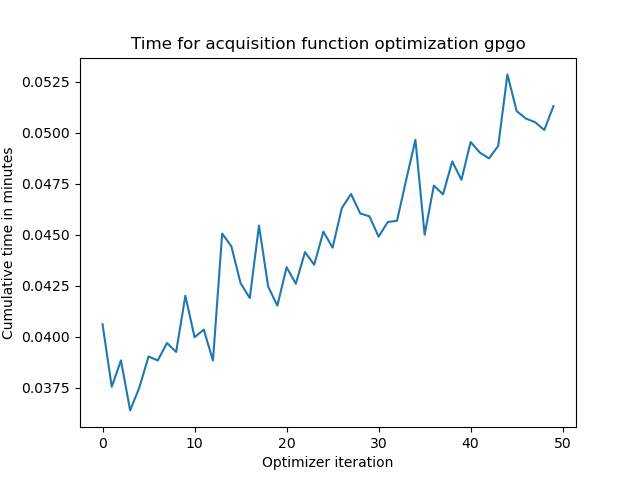 Time for acquisition function optimization gpgo
Cumulative time in minutes
0.0525
0.0500
0.0475
0.0450
0.0425
0.0400
0.0375
0 10 20 30 40 50
Optimizer iteration